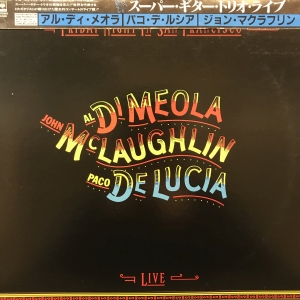 スーパー・ギター・トリオ・ライブ
アル・ディ・メオラ パコ・デ・ルシア ジョン・マクラフリン
FRIDAY NIGHT IN SAN FRANCISCO
AL DI MEOLA
JOHN McLAUGHLIN
PACO DE LUCIA
LIVE